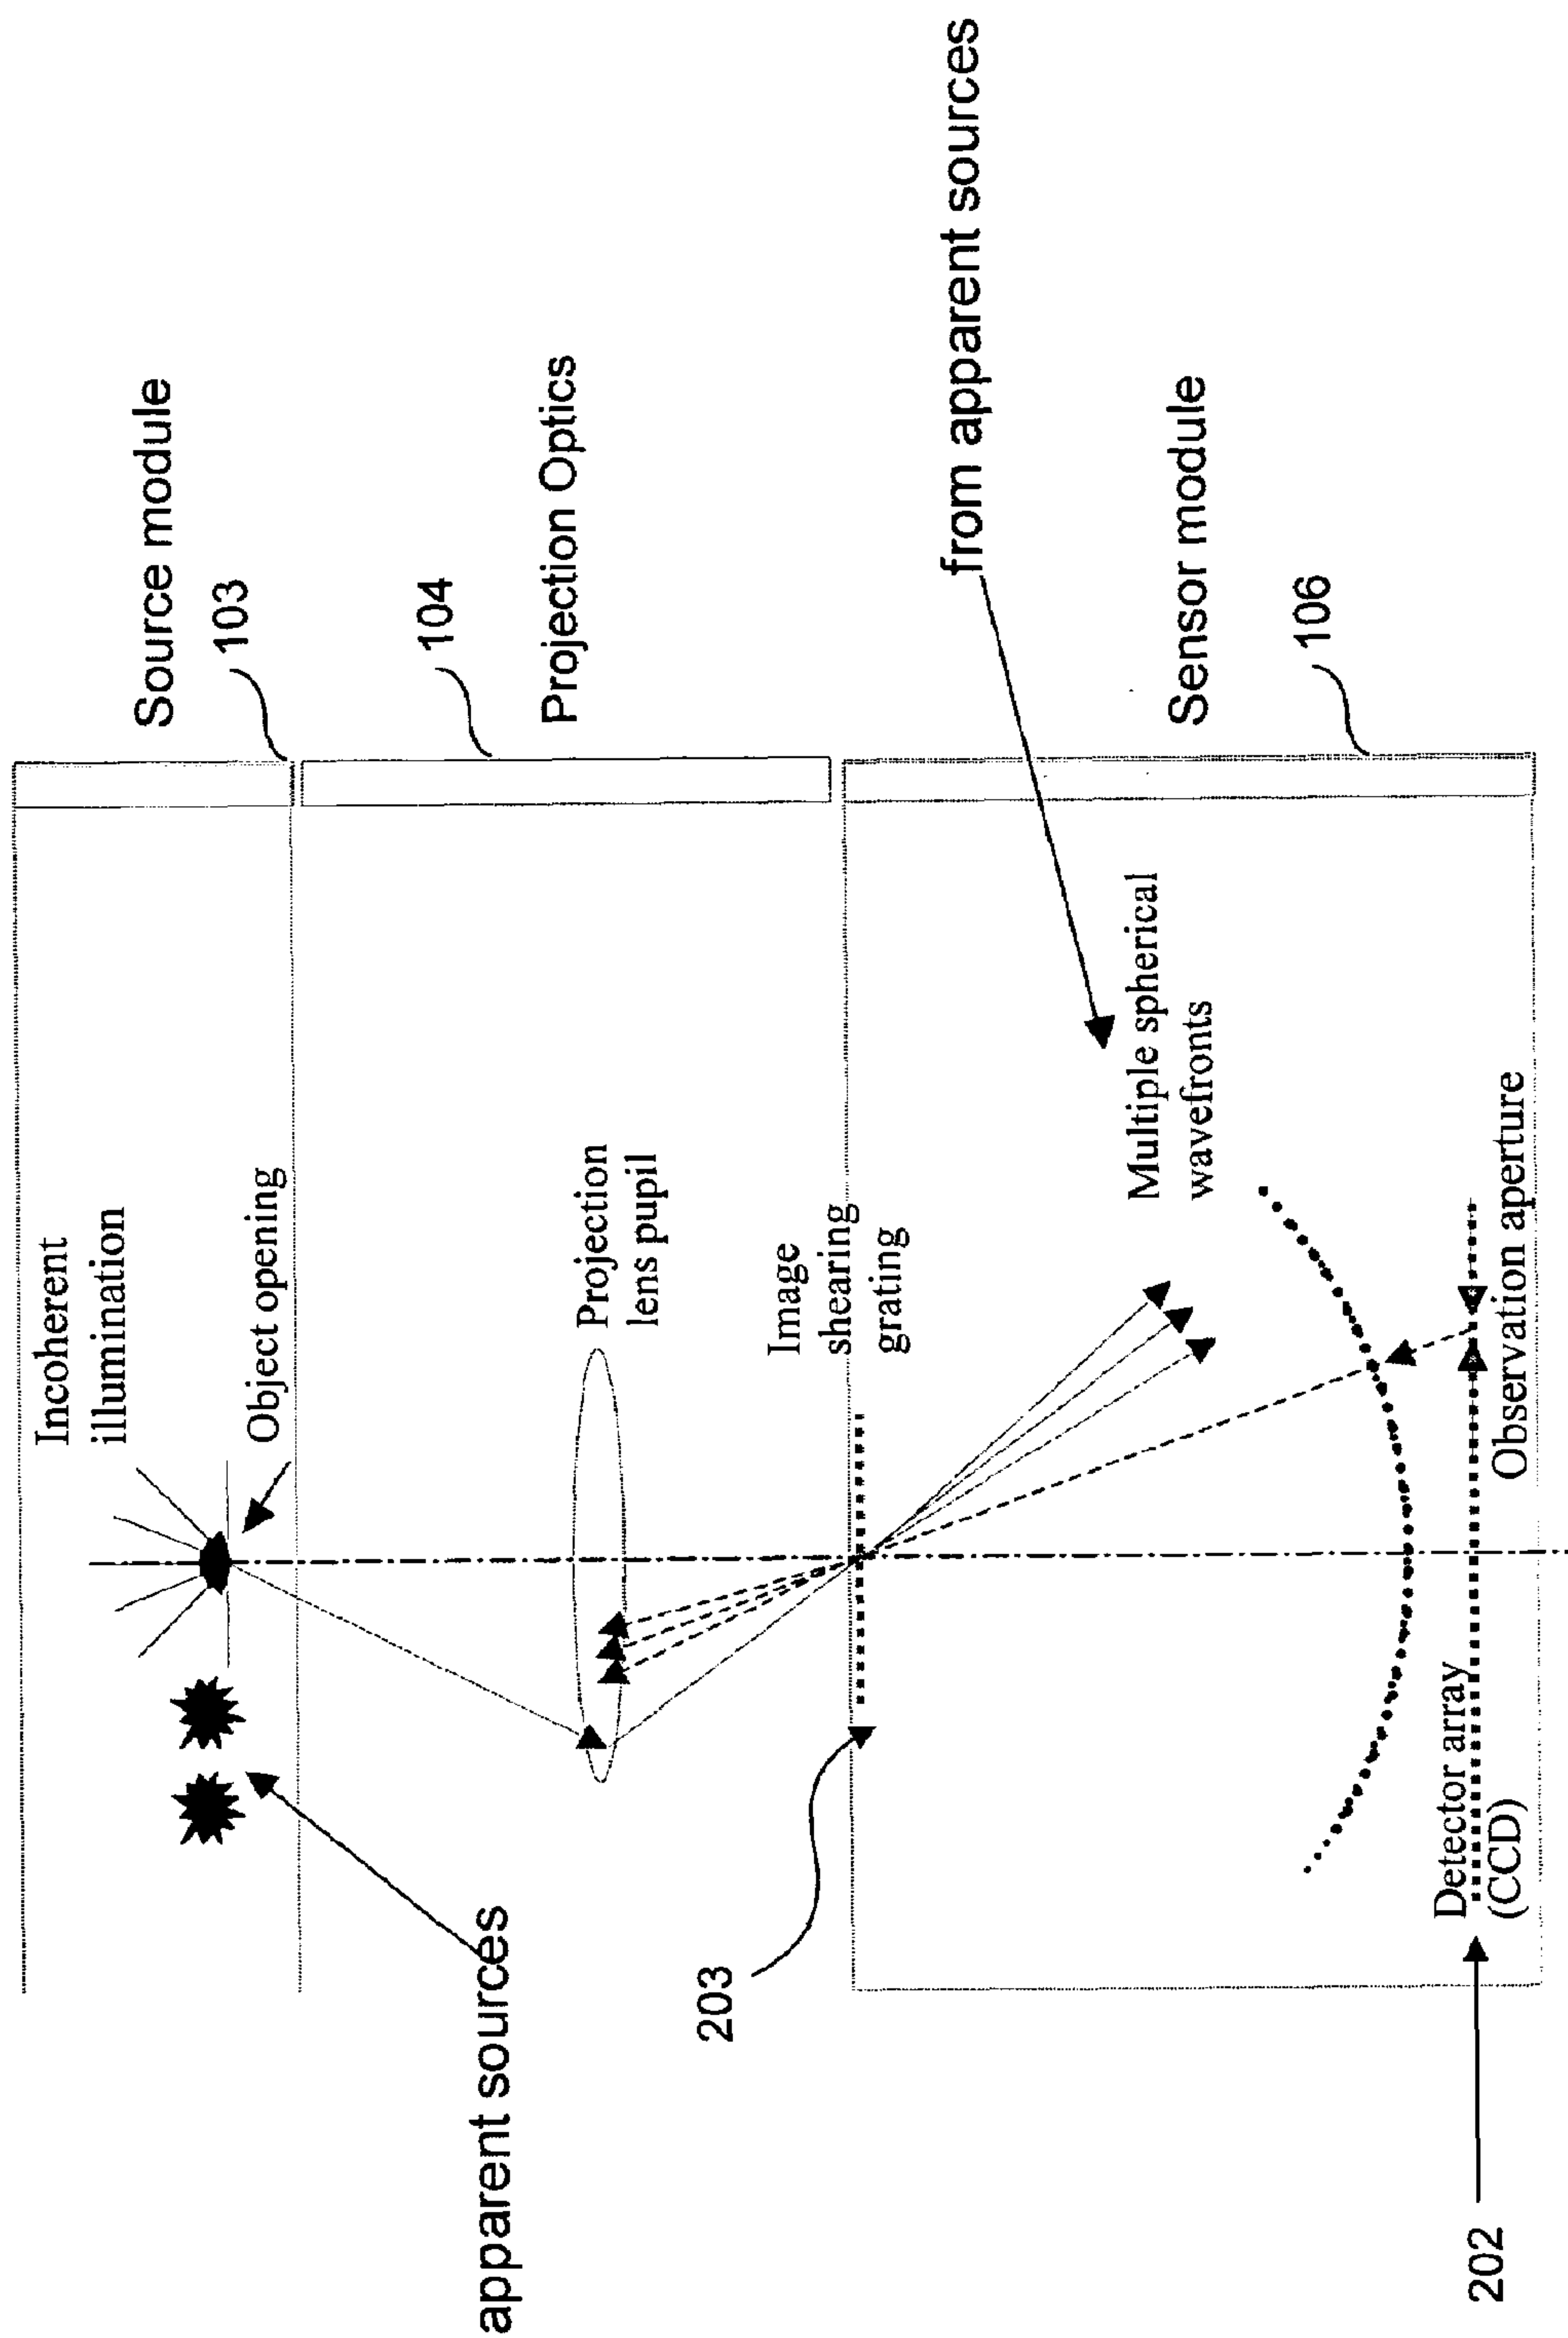 Source module
103
Incoherent
illumination
Object opening
apparent sources
104
Projection Optics
Projection
lens pupil
203
Image
shearing
grating
from apparent sources
Multiple spherical
wavefronts
Sensor module
106
Detector array
(CCD)
Observation aperture
202